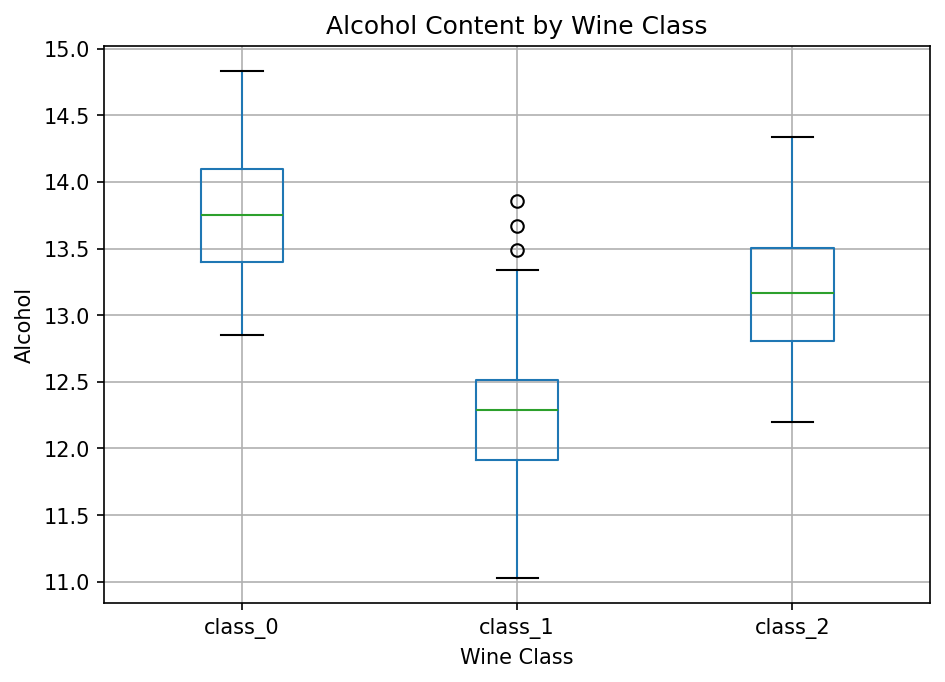 Alcohol Content by Wine Class
15.0
14.5
14.0
13.5
13.0
12.5
12.0
11.5
11.0
Alcohol
class_0 class_1 class_2
Wine Class